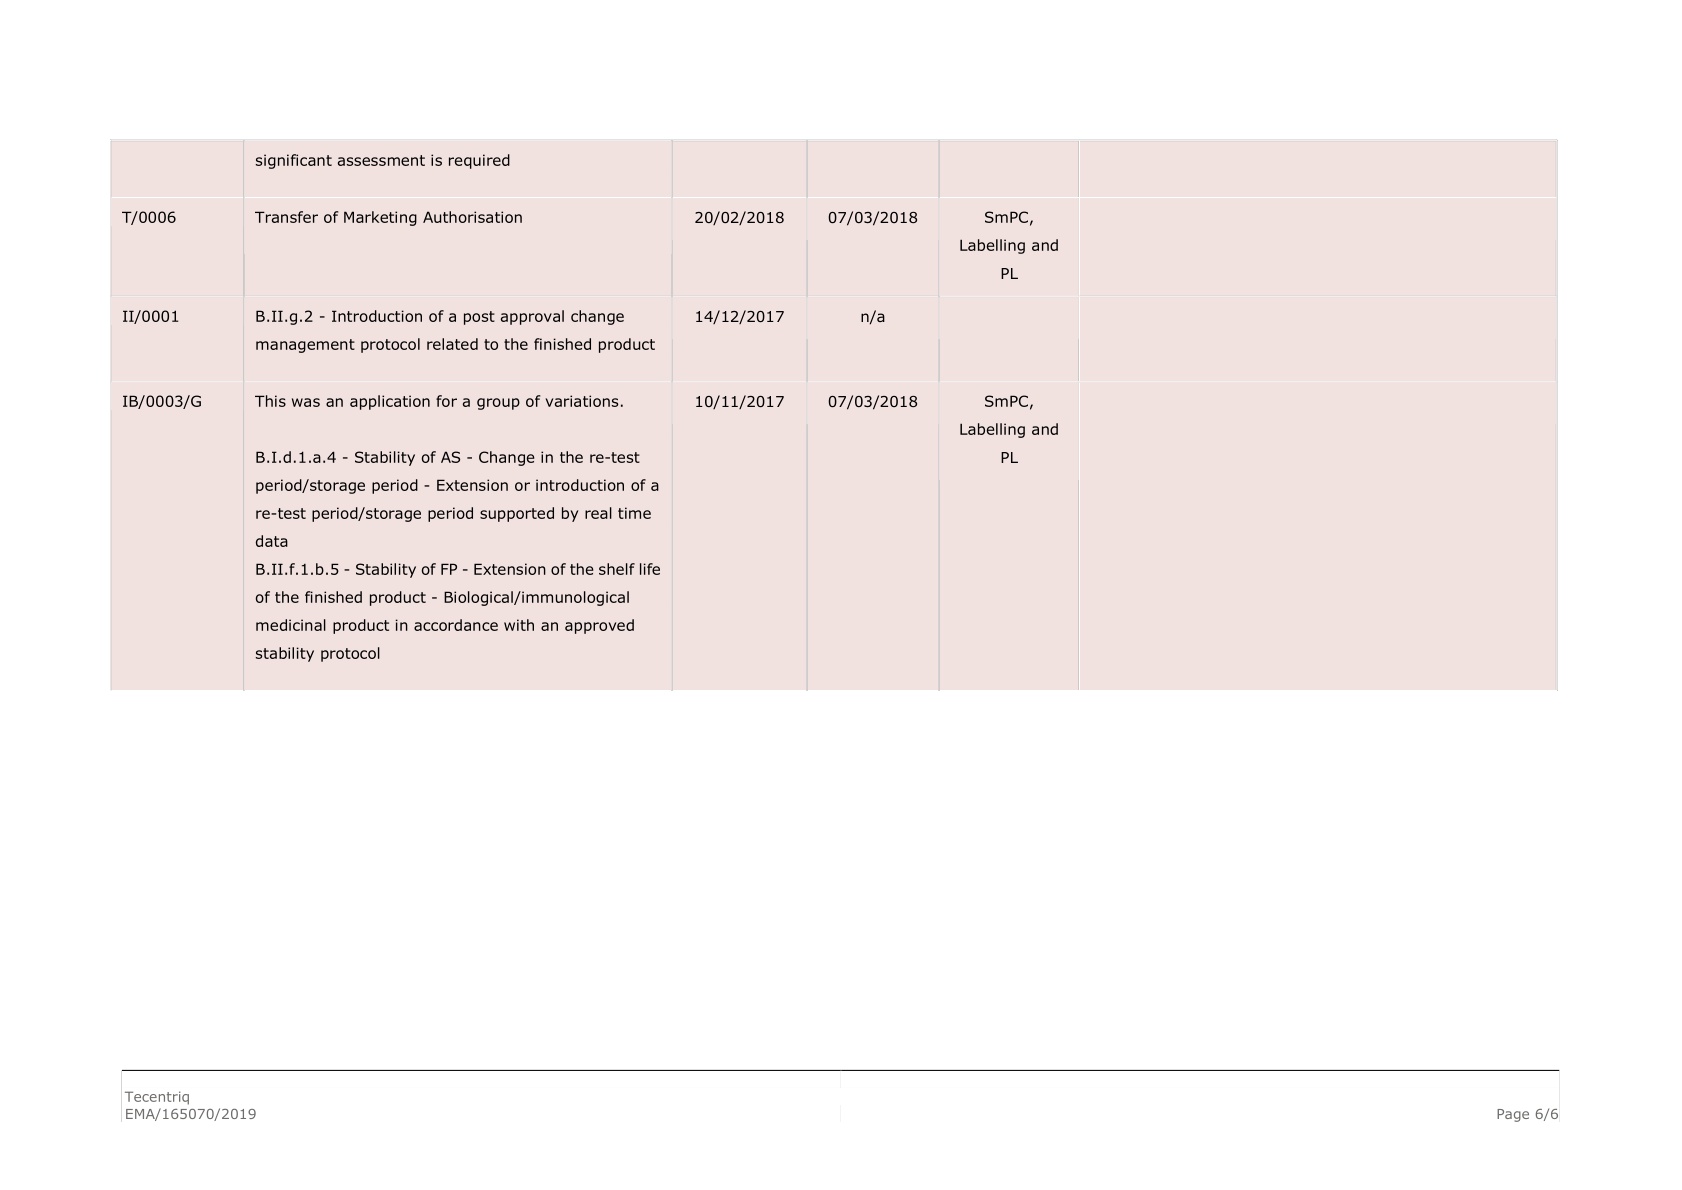 significant assessment is required
T/0006
Transfer of Marketing Authorisation
20/02/2018
07/03/2018
SmPC,
Labelling and
PL
II/0001
B.II.g.2 - Introduction of a post approval change
management protocol related to the finished product
14/12/2017
n/a
IB/0003/G
This was an application for a group of variations.
B.I.d.1.a.4 - Stability of AS - Change in the re-test
period/storage period - Extension or introduction of a
re-test period/storage period supported by real time
data
B.II.f.1.b.5 - Stability of FP - Extension of the shelf life
of the finished product - Biological/immunological
medicinal product in accordance with an approved
stability protocol
10/11/2017
07/03/2018
SmPC,
Labelling and
PL
Tecentriq
EMA/165070/2019
Page 6/6